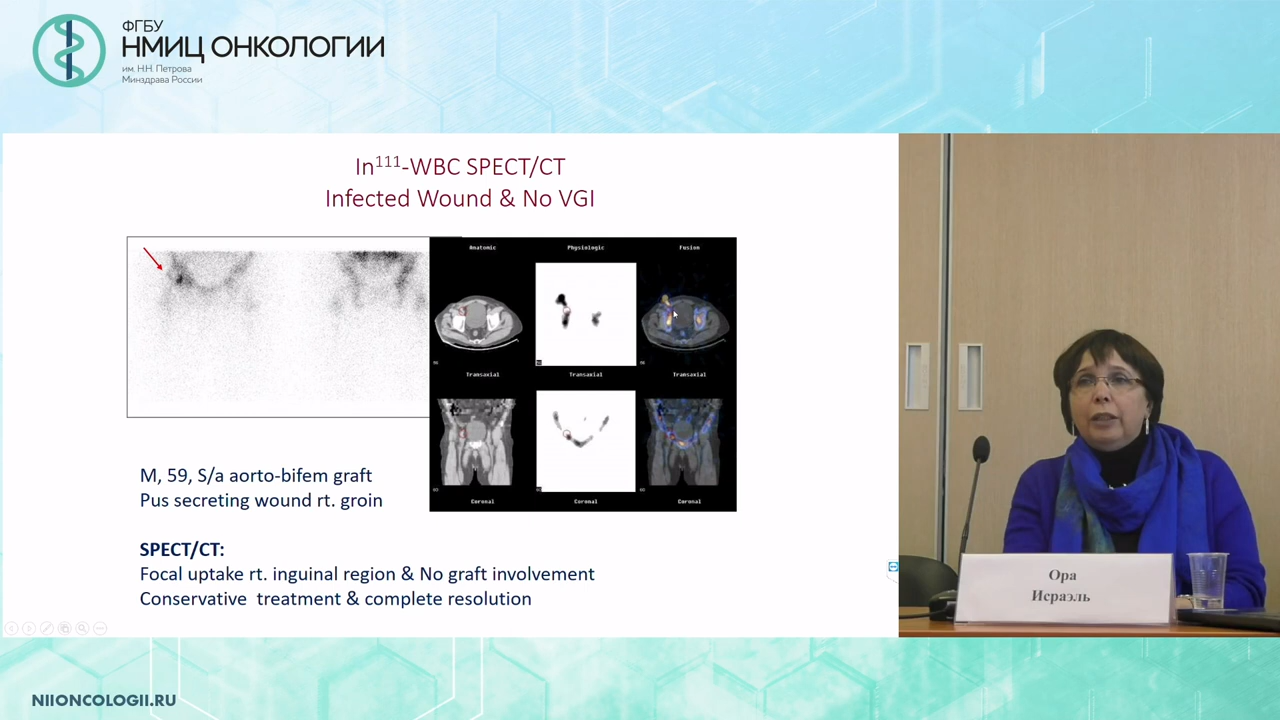 ФГБУ
НМИЦ ОНКОЛОГИИ
им. Н.Н. Петрова
Минздрава России
In¹¹¹-WBC SPECT/CT
Infected Wound & No VGI
Anatomic Physiologic Fusion
Transaxial Transaxial Transaxial
Coronal Coronal Coronal
M, 59, S/a aorto-bifem graft
Pus secreting wound rt. groin
SPECT/CT:
Focal uptake rt. inguinal region & No graft involvement
Conservative treatment & complete resolution
Ора
Исраэль
NIIONCOLOGII.RU